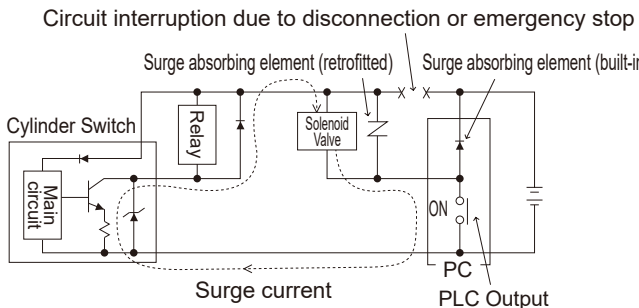 Circuit interruption due to disconnection or emergency stop
Surge absorbing element (retrofitted)
Surge absorbing element (built-in
Cylinder Switch
Relay
Solenoid
Valve
Main
circuit
ON
PC
Surge current
PLC Output